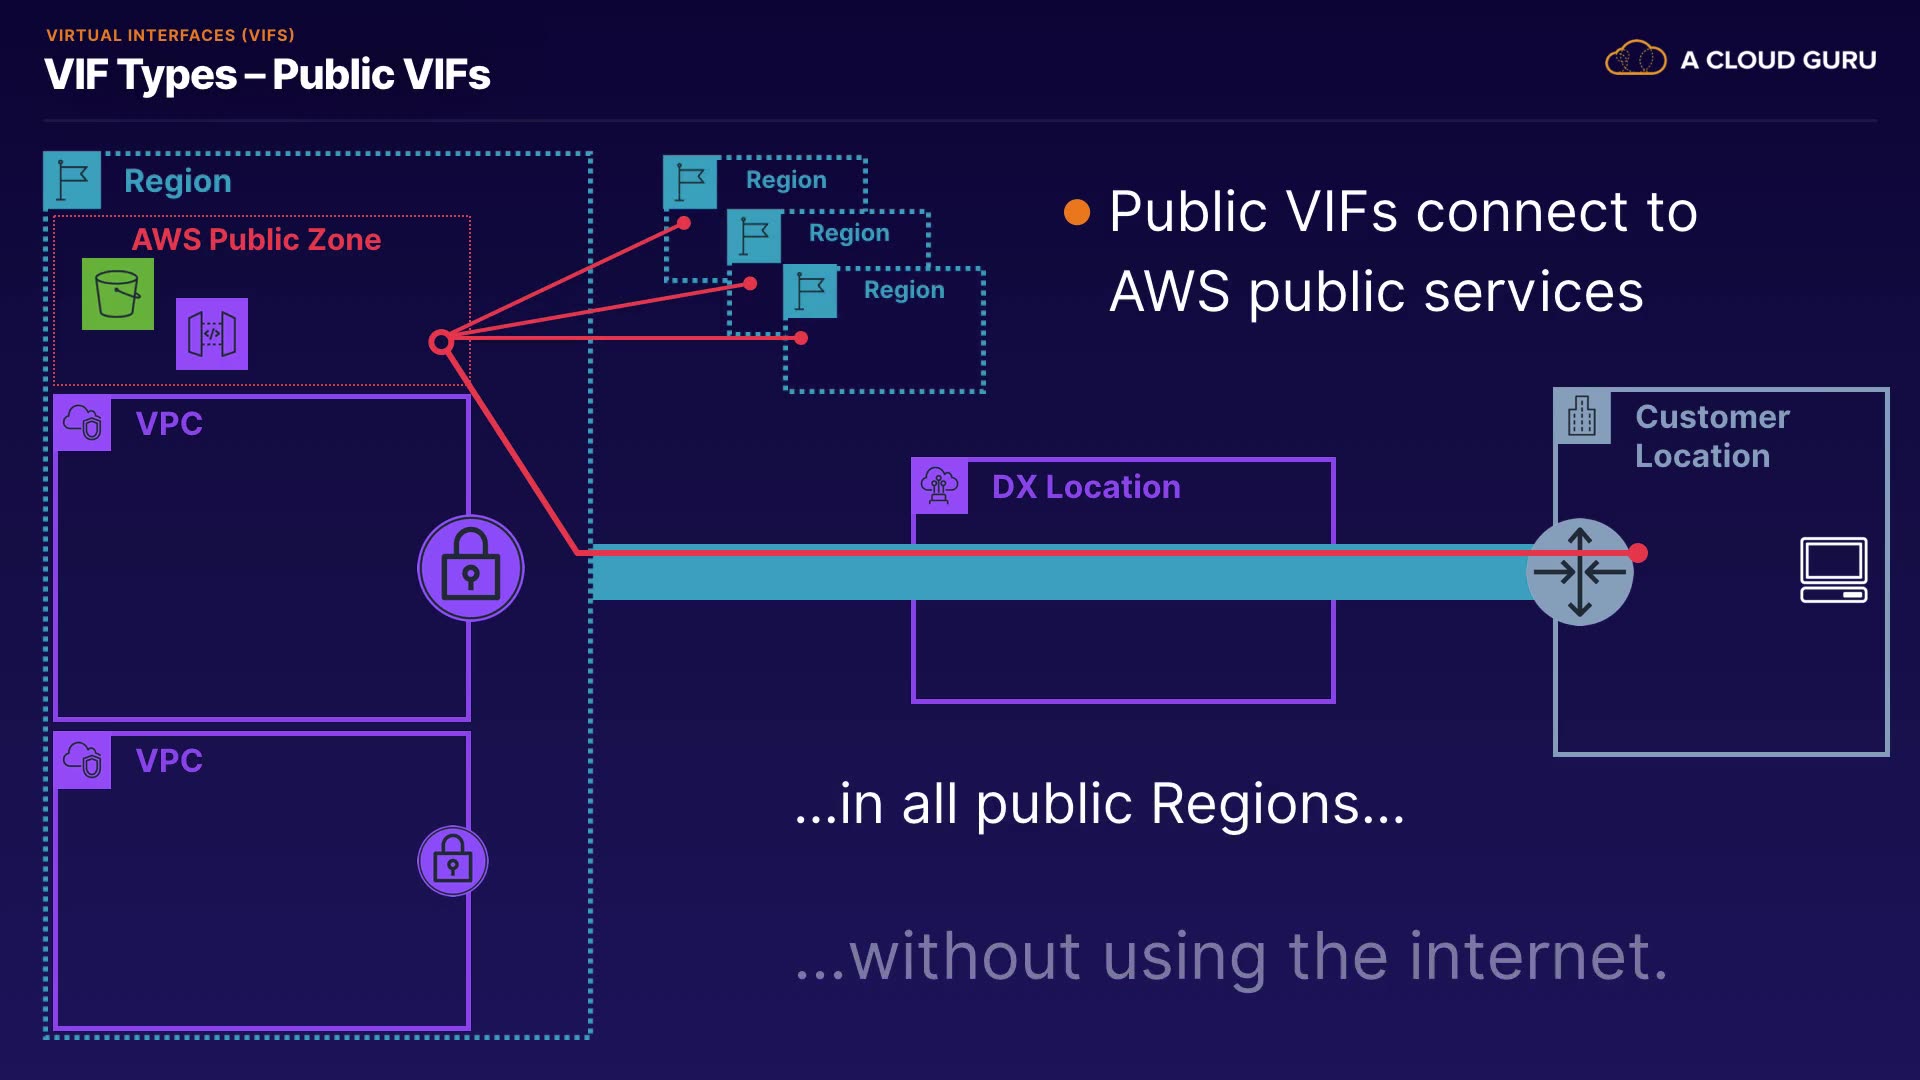 VIRTUAL INTERFACES (VIFS)
VIF Types – Public VIFs
A CLOUD GURU
Region
AWS Public Zone
</>
VPC
VPC
Region
Region
Region
Public VIFs connect to
AWS public services
DX Location
Customer
Location
...in all public Regions...
...without using the internet.